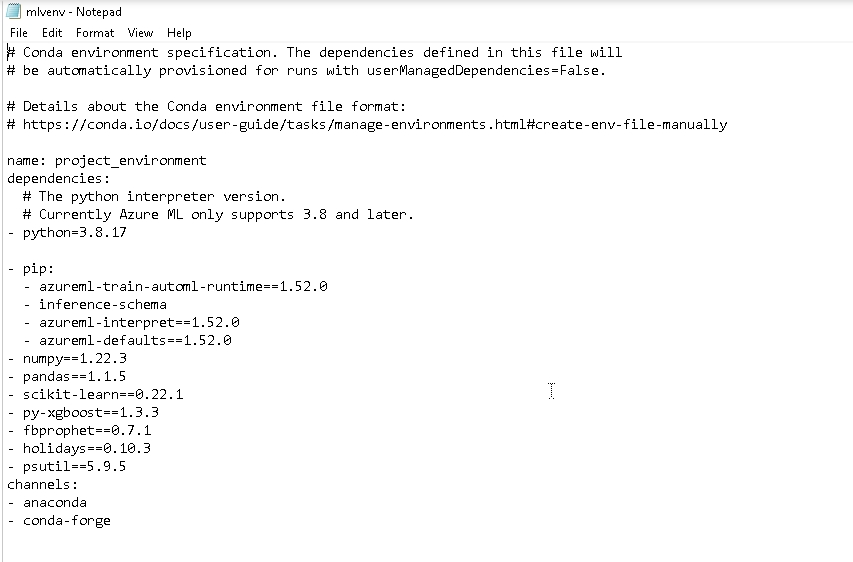 mlvenv - Notepad
File Edit Format View Help
# Conda environment specification. The dependencies defined in this file will
# be automatically provisioned for runs with userManagedDependencies=False.
# Details about the Conda environment file format:
# https://conda.io/docs/user-guide/tasks/manage-environments.html#create-env-file-manually
name: project_environment
dependencies:
  # The python interpreter version.
  # Currently Azure ML only supports 3.8 and later.
- python=3.8.17
- pip:
  - azureml-train-automl-runtime==1.52.0
  - inference-schema
  - azureml-interpret==1.52.0
  - azureml-defaults==1.52.0
- numpy==1.22.3
- pandas==1.1.5
- scikit-learn==0.22.1
- py-xgboost==1.3.3
- fbprophet==0.7.1
- holidays==0.10.3
- psutil==5.9.5
channels:
- anaconda
- conda-forge